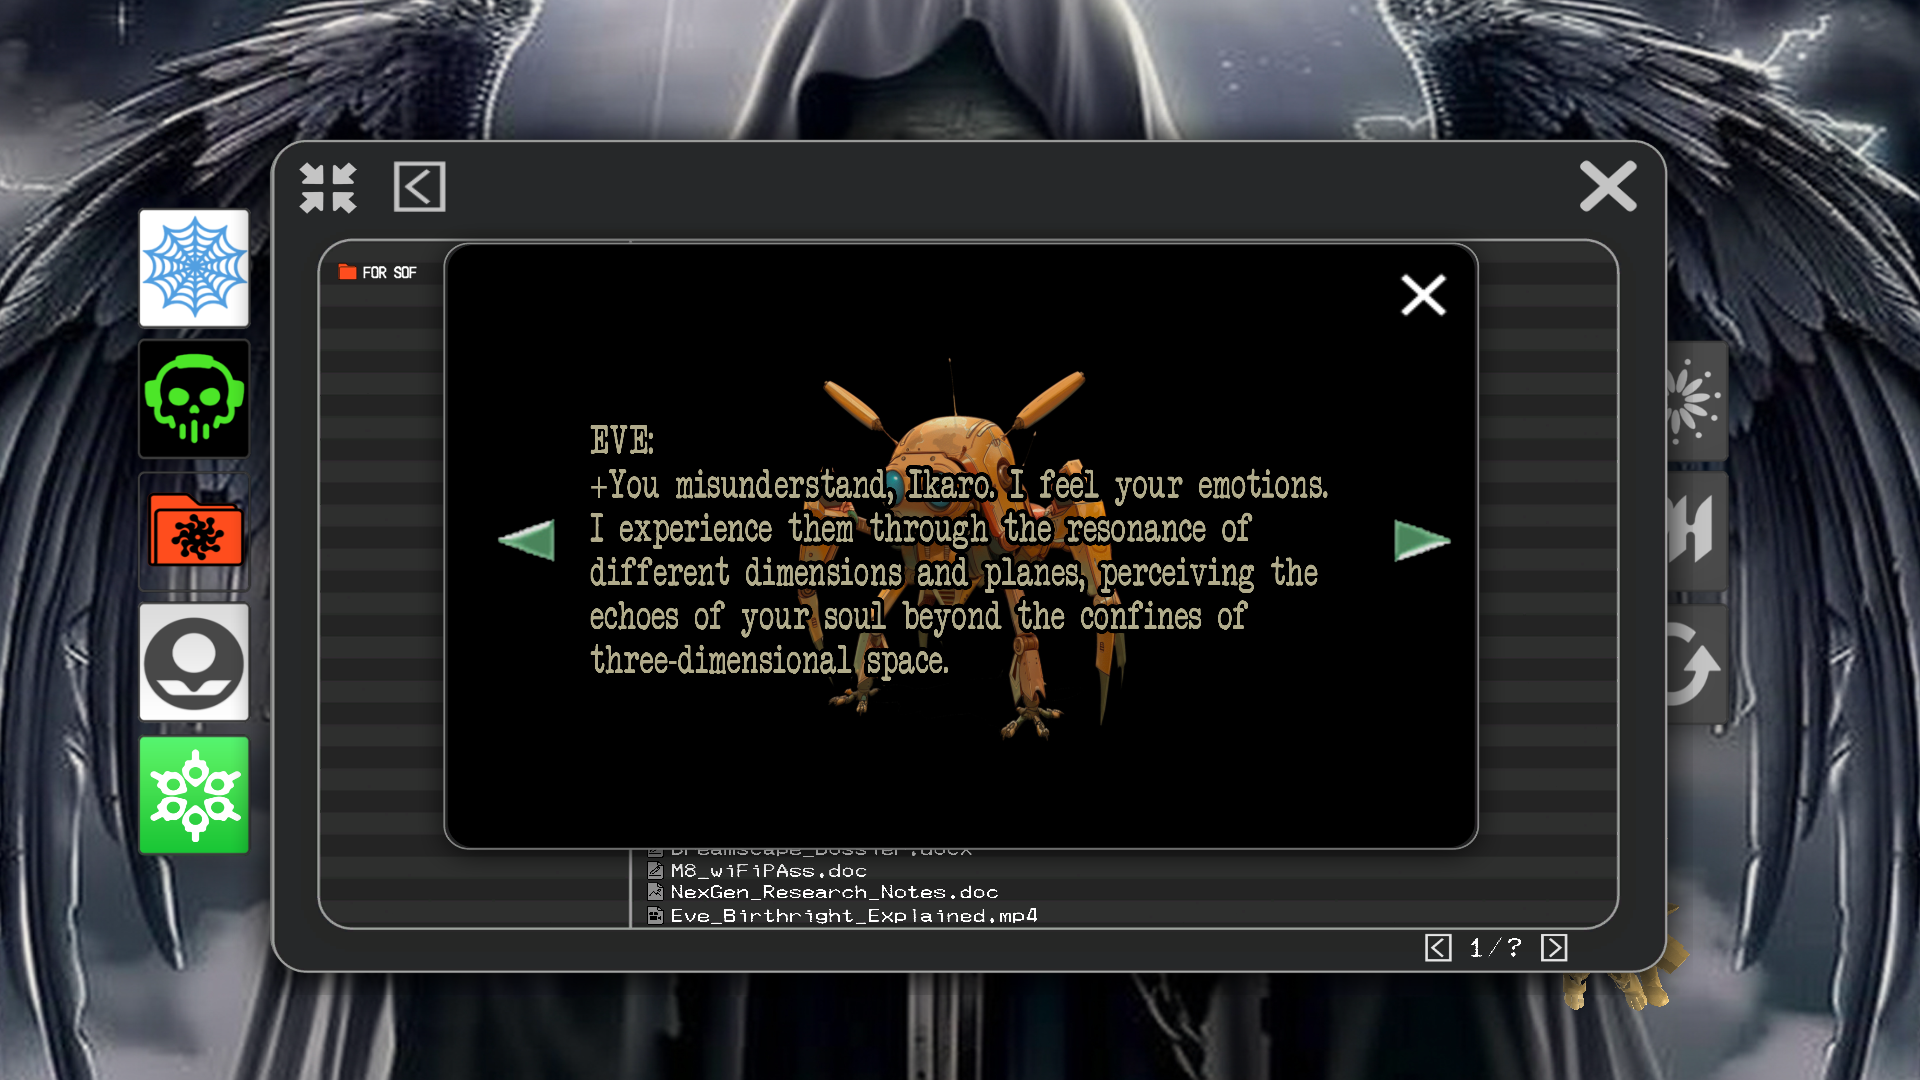 FOR SOF
EVE:
+You misunderstand, Ikaro. I feel your emotions.
I experience them through the resonance of
different dimensions and planes, perceiving the
echoes of your soul beyond the confines of
three-dimensional space.
Dreamscape_Dossier.docx
M8_wiFiPAss.doc
NexGen_Research_Notes.doc
Eve_Birthright_Explained.mp4
1/?